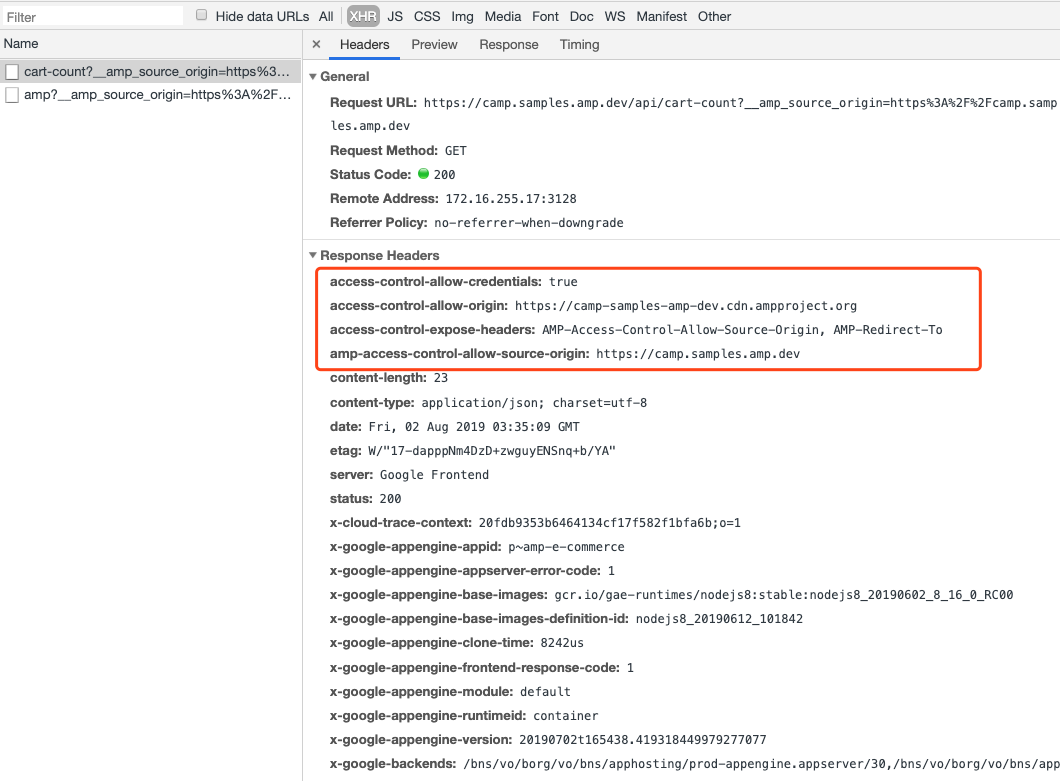 Filter
Hide data URLs All XHR JS CSS Img Media Font Doc WS Manifest Other
Name
× Headers Preview Response Timing
cart-count?__amp_source_origin=https%3...
amp?__amp_source_origin=https%3A%2F...
General
Request URL: https://camp.samples.amp.dev/api/cart-count?__amp_source_origin=https%3A%2F%2Fcamp.samp
les.amp.dev
Request Method: GET
Status Code: 200
Remote Address: 172.16.255.17:3128
Referrer Policy: no-referrer-when-downgrade
Response Headers
access-control-allow-credentials: true
access-control-allow-origin: https://camp-samples-amp-dev.cdn.ampproject.org
access-control-expose-headers: AMP-Access-Control-Allow-Source-Origin, AMP-Redirect-To
amp-access-control-allow-source-origin: https://camp.samples.amp.dev
content-length: 23
content-type: application/json; charset=utf-8
date: Fri, 02 Aug 2019 03:35:09 GMT
etag: W/"17-dapppNm4DzD+zwguyENSnq+b/YA"
server: Google Frontend
status: 200
x-cloud-trace-context: 20fdb9353b6464134cf17f582f1bfa6b;o=1
x-google-appengine-appid: p~amp-e-commerce
x-google-appengine-appserver-error-code: 1
x-google-appengine-base-images: gcr.io/gae-runtimes/nodejs8:stable:nodejs8_20190602_8_16_0_RC00
x-google-appengine-base-images-definition-id: nodejs8_20190612_101842
x-google-appengine-clone-time: 8242us
x-google-appengine-frontend-response-code: 1
x-google-appengine-module: default
x-google-appengine-runtimeid: container
x-google-appengine-version: 20190702t165438.419318449979277077
x-google-backends: /bns/vo/borg/vo/bns/apphosting/prod-appengine.appserver/30,/bns/vo/borg/vo/bns/app